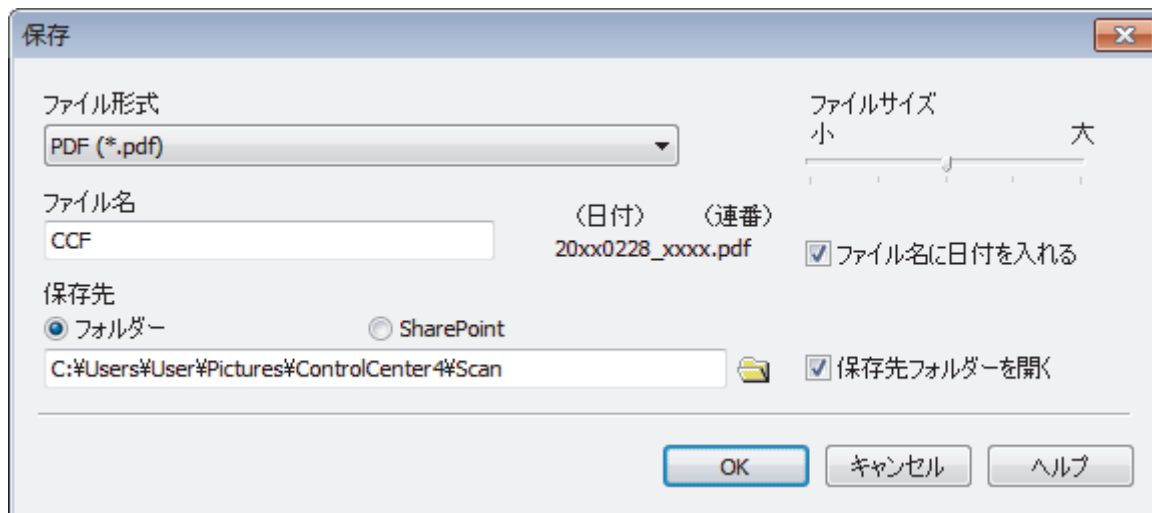 保存
ファイル形式
PDF (*.pdf)
ファイルサイズ
小 大
ファイル名
CCF
（日付） （連番）
20xx0228_xxxx.pdf
ファイル名に日付を入れる
保存先
フォルダー SharePoint
C:¥Users¥User¥Pictures¥ControlCenter4¥Scan
保存先フォルダーを開く
OK キャンセル ヘルプ